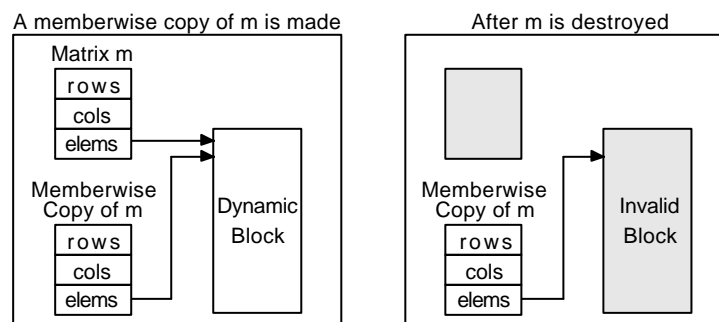 A memberwise copy of m is made
Matrix m
rows
cols
elems
Memberwise
Copy of m
rows
cols
elems
Dynamic
Block
After m is destroyed
Memberwise
Copy of m
rows
cols
elems
Invalid
Block